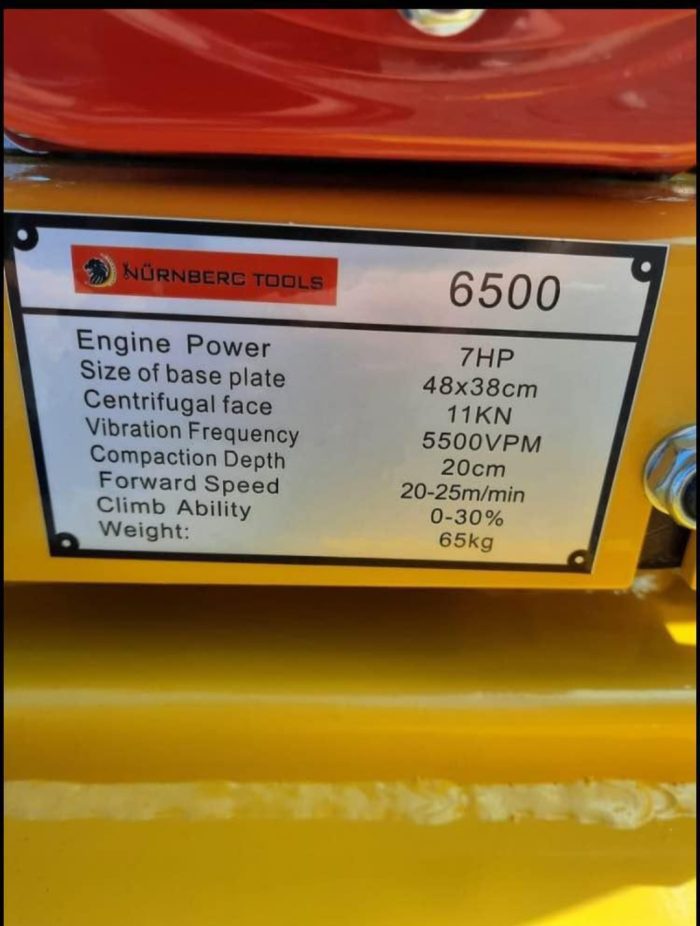 NÜRNBERG TOOLS 6500
Engine Power 7HP
Size of base plate 48x38cm
Centrifugal face 11KN
Vibration Frequency 5500VPM
Compaction Depth 20cm
Forward Speed 20-25m/min
Climb Ability 0-30%
Weight: 65kg